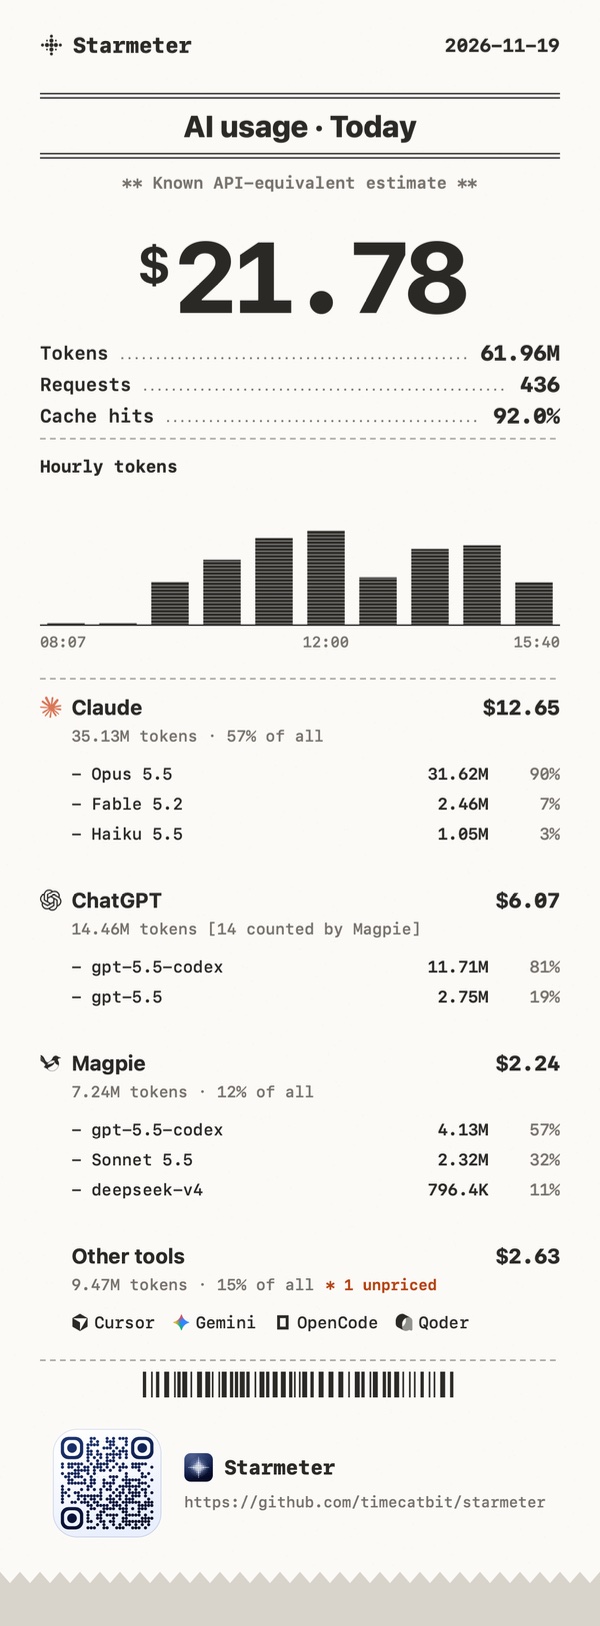 Starmeter 2026-11-19
AI usage · Today
** Known API-equivalent estimate **
$21.78
Tokens 61.96M
Requests 436
Cache hits 92.0%
Hourly tokens
08:07 12:00 15:40
Claude $12.65
35.13M tokens · 57% of all
– Opus 5.5 31.62M 90%
– Fable 5.2 2.46M 7%
– Haiku 5.5 1.05M 3%
ChatGPT $6.07
14.46M tokens [14 counted by Magpie]
– gpt-5.5-codex 11.71M 81%
– gpt-5.5 2.75M 19%
Magpie $2.24
7.24M tokens · 12% of all
– gpt-5.5-codex 4.13M 57%
– Sonnet 5.5 2.32M 32%
– deepseek-v4 796.4K 11%
Other tools $2.63
9.47M tokens · 15% of all * 1 unpriced
Cursor Gemini OpenCode Qoder
Starmeter
https://github.com/timecatbit/starmeter